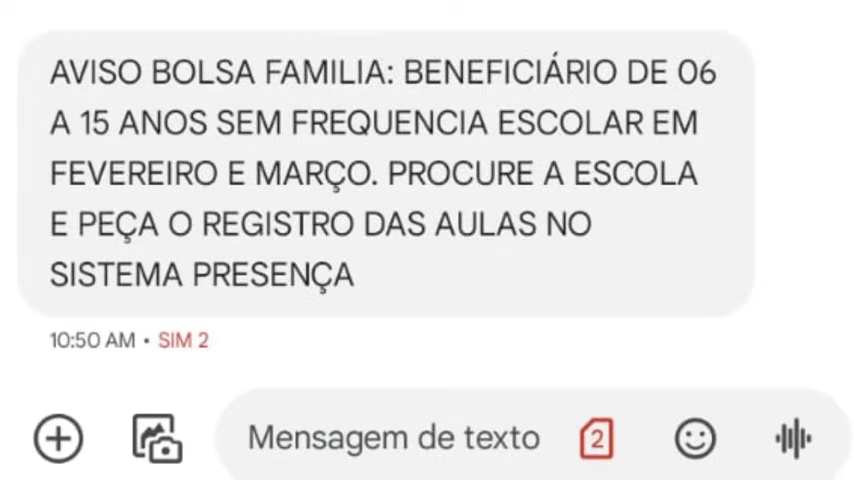 AVISO BOLSA FAMILIA: BENEFICIÁRIO DE 06
A 15 ANOS SEM FREQUENCIA ESCOLAR EM
FEVEREIRO E MARÇO. PROCURE A ESCOLA
E PEÇA O REGISTRO DAS AULAS NO
SISTEMA PRESENÇA
10:50 AM • SIM 2
Mensagem de texto 2